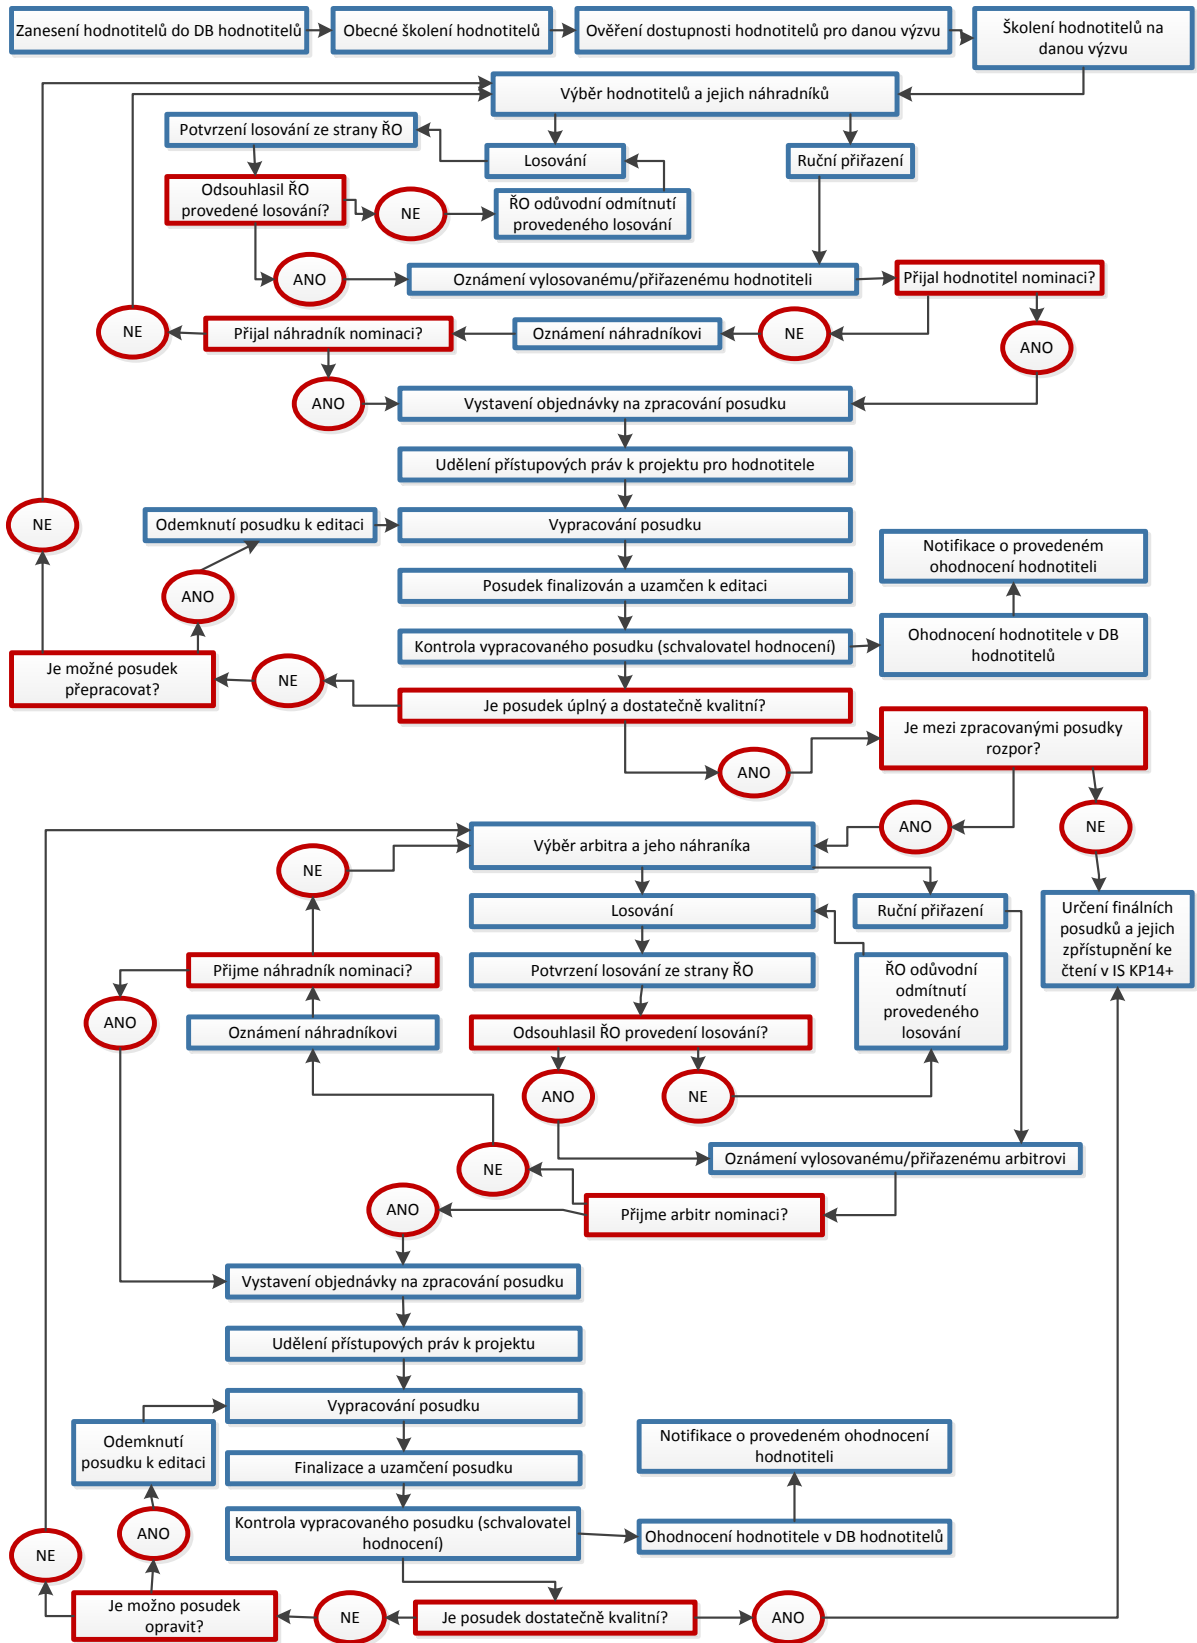 Zanesení hodnotitelů do DB hodnotitelů
Obecné školení hodnotitelů
Ověření dostupnosti hodnotitelů pro danou výzvu
Školení hodnotitelů na
danou výzvu
Výběr hodnotitelů a jejich náhradníků
Potvrzení losování ze strany ŘO
Losování
Ruční přiřazení
Odsouhlasil ŘO
provedené losování?
NE
ŘO odůvodní odmítnutí
provedeného losování
ANO
Oznámení vylosovanému/přiřazenému hodnotiteli
Přijal hodnotitel nominaci?
NE
Přijal náhradník nominaci?
Oznámení náhradníkovi
NE
ANO
ANO
Vystavení objednávky na zpracování posudku
Udělení přístupových práv k projektu pro hodnotitele
NE
Odemknutí posudku k editaci
Vypracování posudku
Notifikace o provedeném
ohodnocení hodnotiteli
ANO
Posudek finalizován a uzamčen k editaci
Kontrola vypracovaného posudku (schvalovatel hodnocení)
Ohodnocení hodnotitele v DB
hodnotitelů
Je možné posudek
přepracovat?
NE
Je posudek úplný a dostatečně kvalitní?
Je mezi zpracovanými posudky
rozpor?
ANO
ANO
NE
Výběr arbitra a jeho náhraníka
NE
Losování
Ruční přiřazení
Určení finálních
posudků a jejich
zpřístupnění ke
čtení v IS KP14+
Přijme náhradník nominaci?
Potvrzení losování ze strany ŘO
ŘO odůvodní
odmítnutí
provedeného
losování
ANO
Oznámení náhradníkovi
Odsouhlasil ŘO provedení losování?
ANO
NE
Oznámení vylosovanému/přiřazenému arbitrovi
NE
ANO
Přijme arbitr nominaci?
Vystavení objednávky na zpracování posudku
Udělení přístupových práv k projektu
Vypracování posudku
Odemknutí
posudku k editaci
Notifikace o provedeném ohodnocení
hodnotiteli
Finalizace a uzamčení posudku
ANO
Kontrola vypracovaného posudku (schvalovatel
hodnocení)
Ohodnocení hodnotitele v DB hodnotitelů
NE
Je možno posudek
opravit?
NE
Je posudek dostatečně kvalitní?
ANO